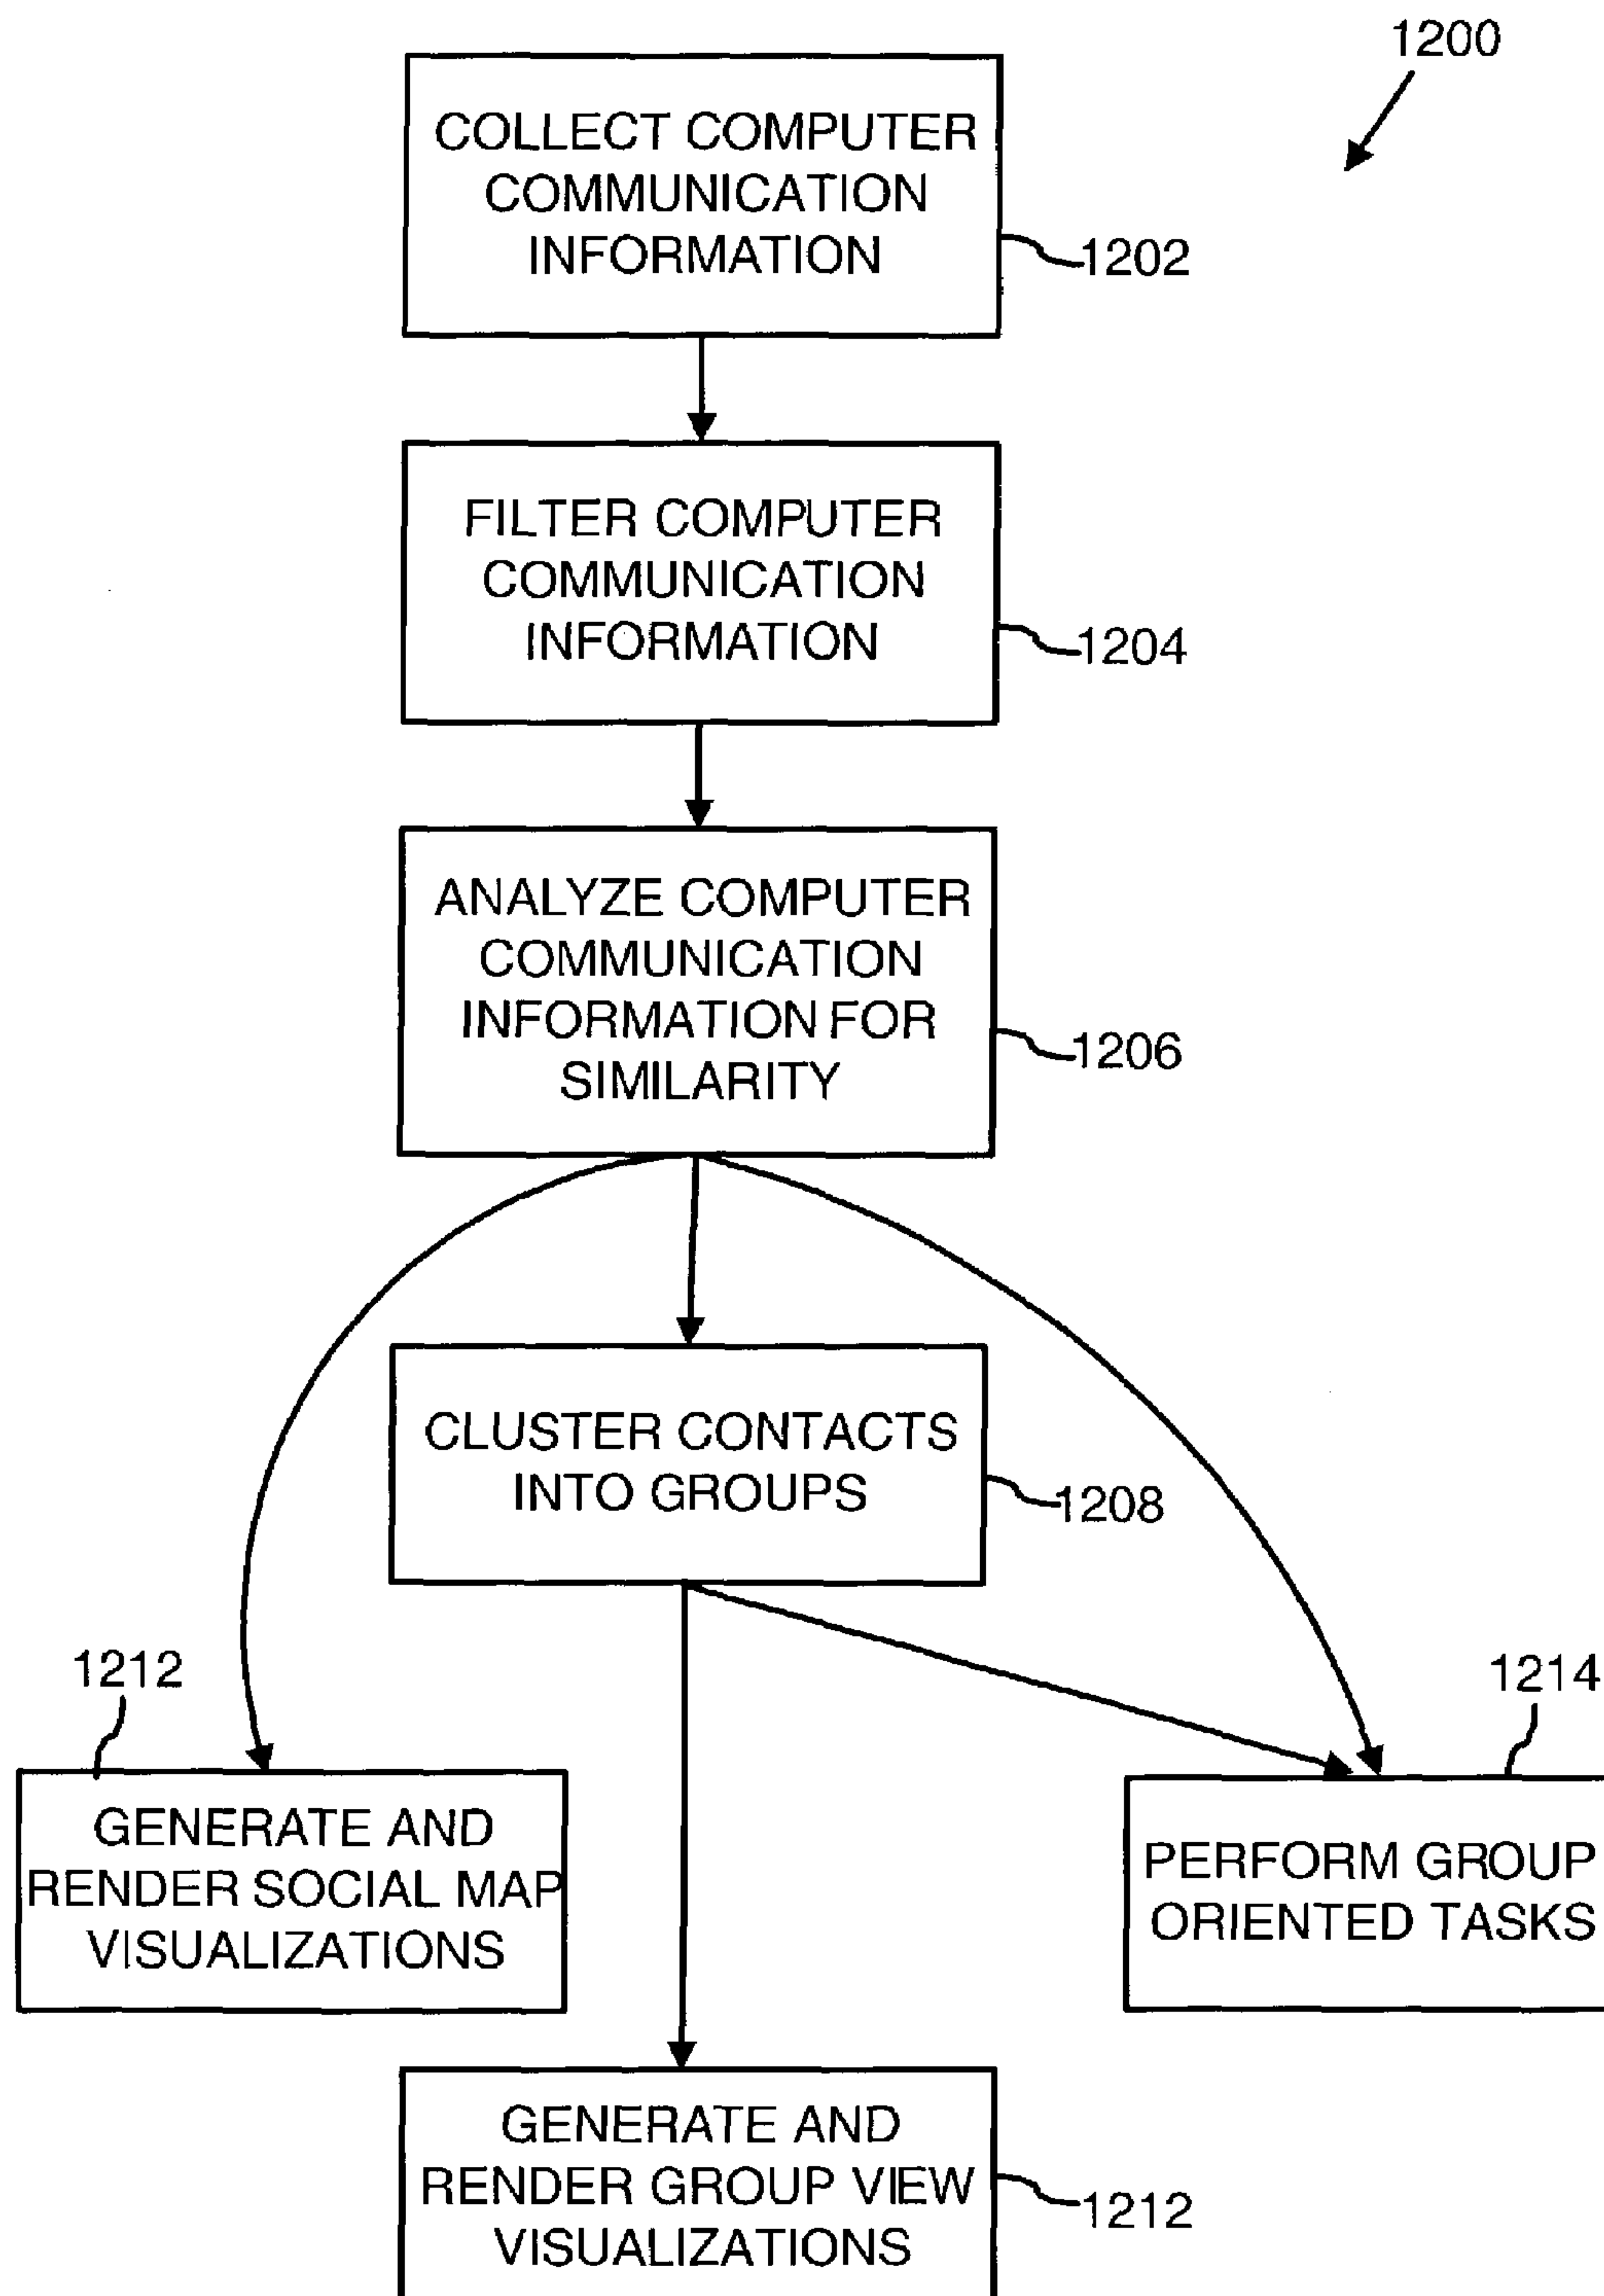 1200
COLLECT COMPUTER
COMMUNICATION
INFORMATION
1202
FILTER COMPUTER
COMMUNICATION
INFORMATION
1204
ANALYZE COMPUTER
COMMUNICATION
INFORMATION FOR
SIMILARITY
1206
CLUSTER CONTACTS
INTO GROUPS
1208
1212
GENERATE AND
RENDER SOCIAL MAP
VISUALIZATIONS
1214
PERFORM GROUP
ORIENTED TASKS
GENERATE AND
RENDER GROUP VIEW
VISUALIZATIONS
1212